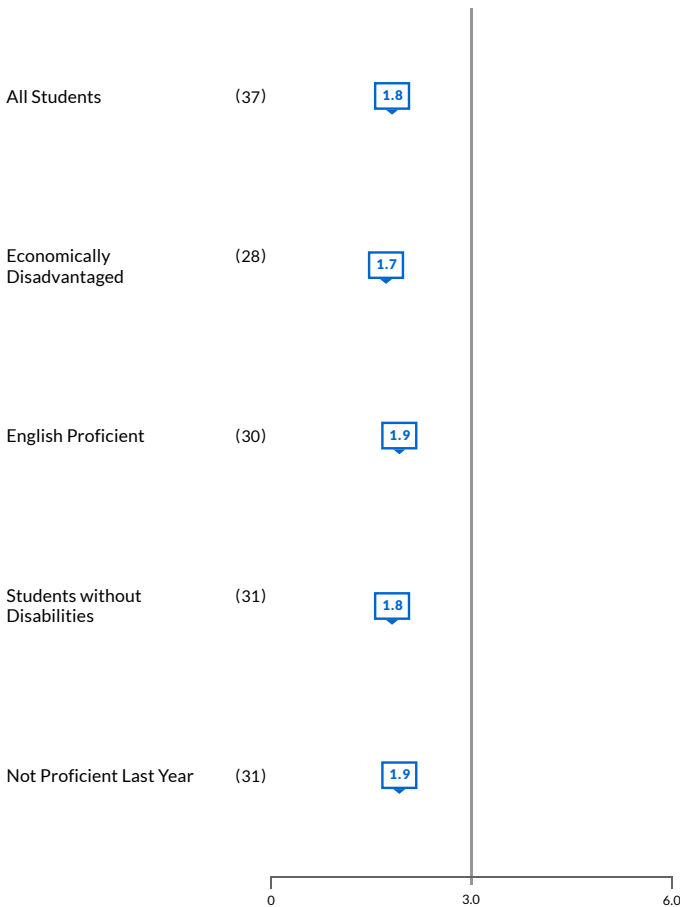 All Students (37) 1.8
Economically (28) 1.7
Disadvantaged
English Proficient (30) 1.9
Students without (31) 1.8
Disabilities
Not Proficient Last Year (31) 1.9
0 3.0 6.0